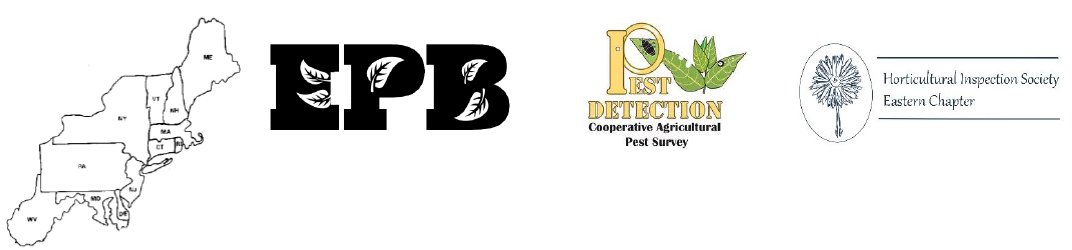 ME
VT
NH
NY
MA
CT
RI
PA
NJ
MD
DE
WV
EPB
PEST
DETECTION
Cooperative Agricultural
Pest Survey
Horticultural Inspection Society
Eastern Chapter